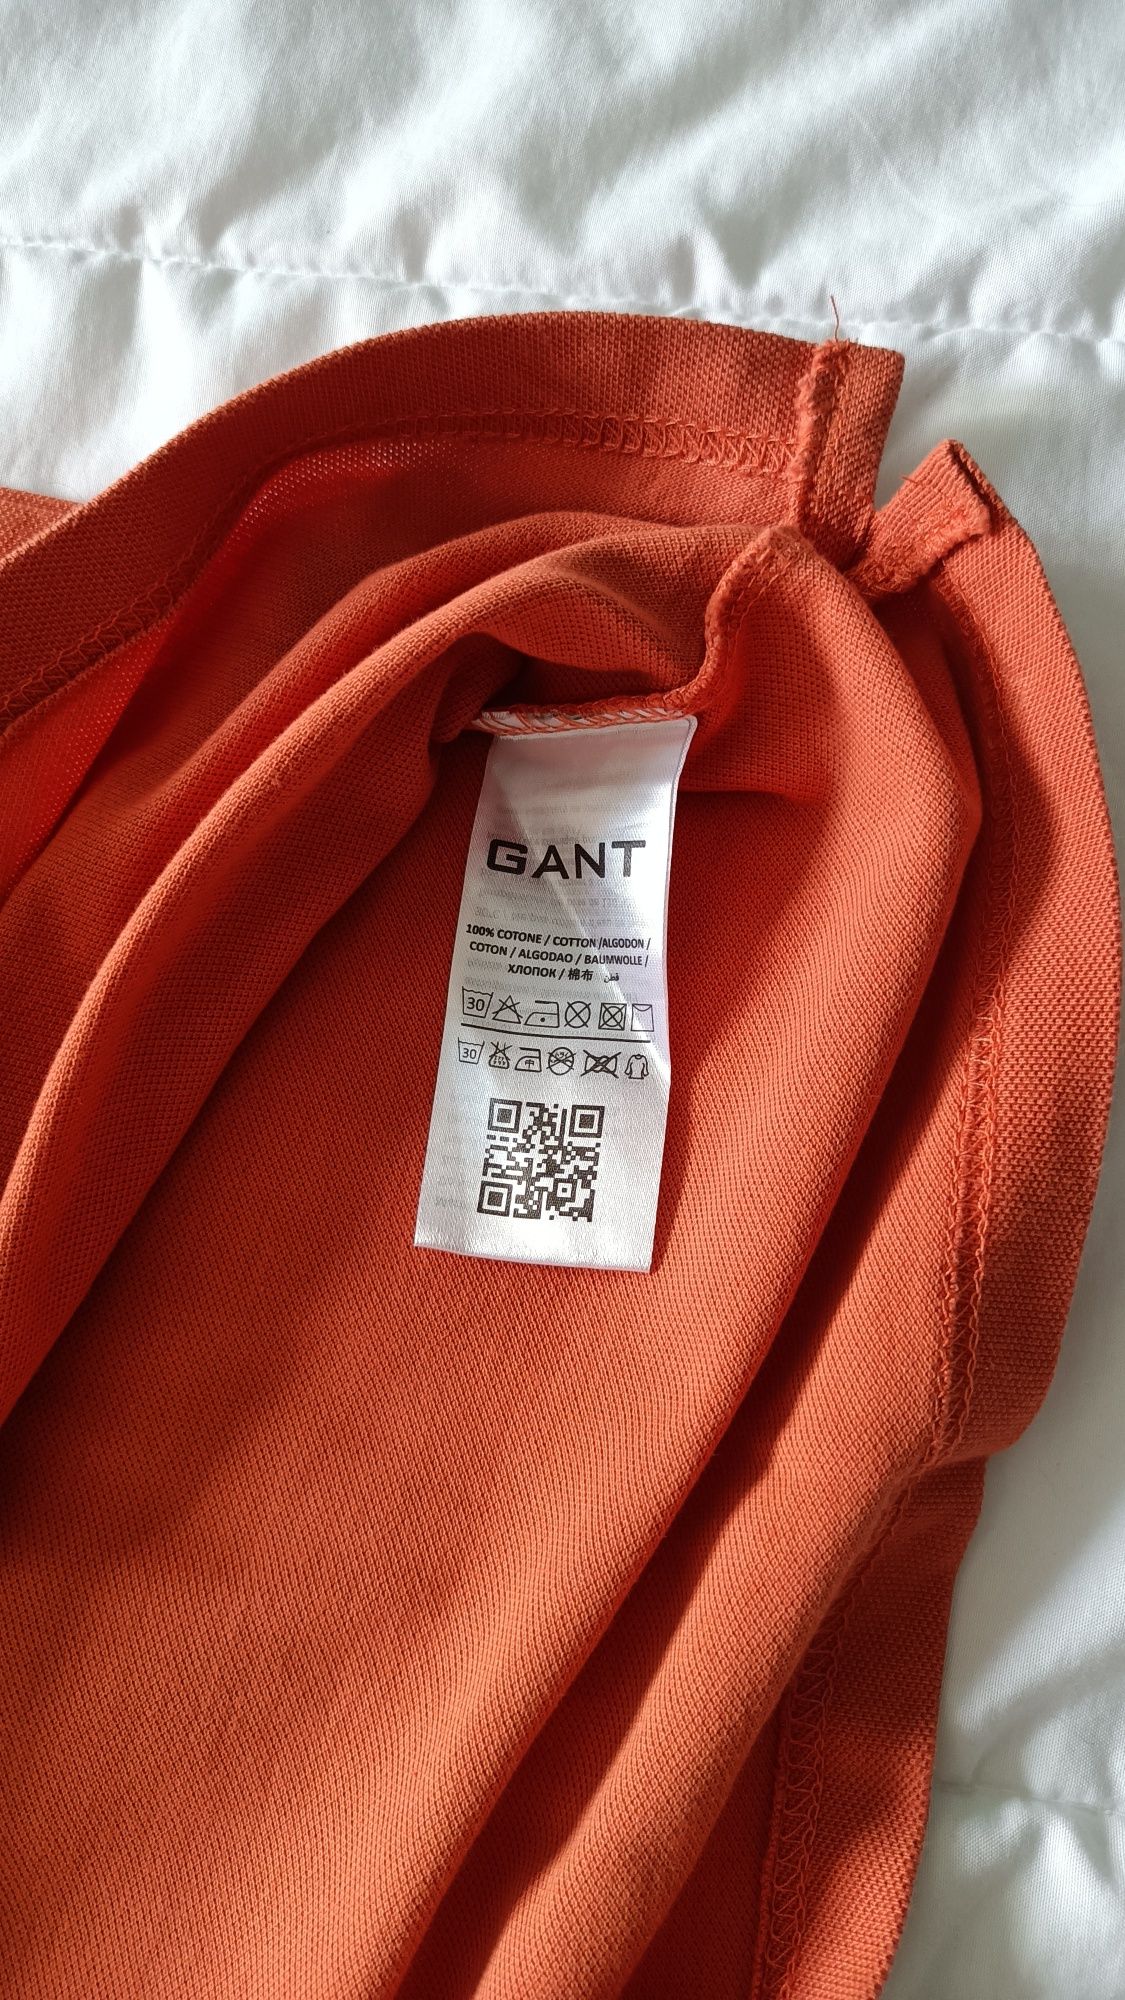 GANT
100% COTONE / COTTON /ALGODON /
COTON / ALGODAO / BAUMWOLLE /
ХЛОПОК / 棉布 قطن
30
30